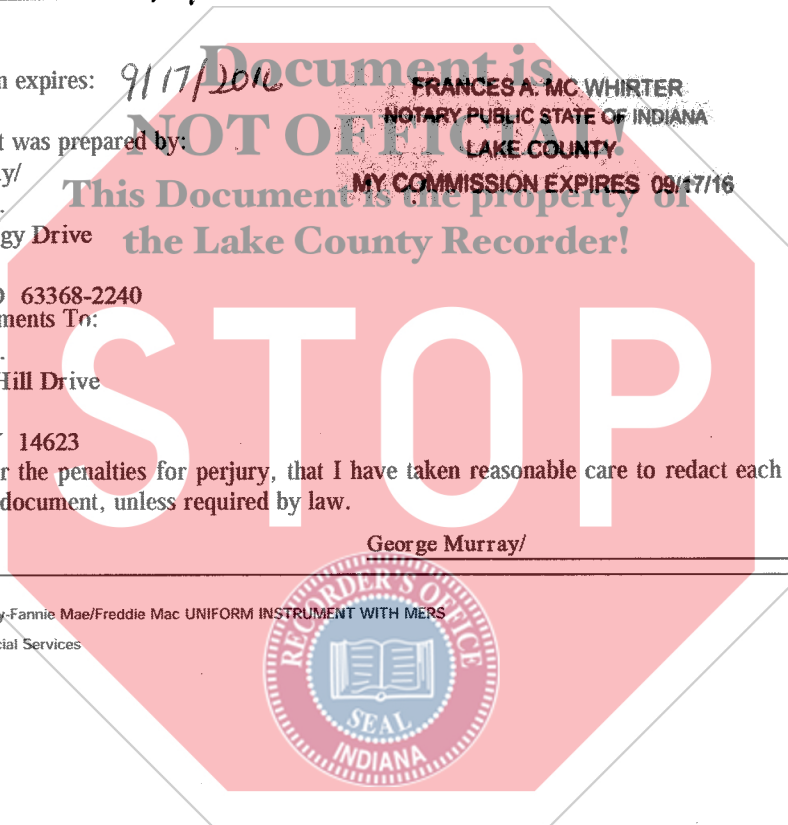 Document is
n expires: 9/17/2016
FRANCES A. MC WHIRTER
NOTARY PUBLIC STATE OF INDIANA
NOT OFFICIAL!
t was prepared by:
LAKE COUNTY
y/
MY COMMISSION EXPIRES 09/17/16
This Document is the property of
.
gy Drive
the Lake County Recorder!
63368-2240
ments To:
.
Hill Drive
14623
STOP
r the penalties for perjury, that I have taken reasonable care to redact each
document, unless required by law.
George Murray/
y-Fannie Mae/Freddie Mac UNIFORM INSTRUMENT WITH MERS
cial Services
RECORDER'S OFFICE
SEAL
INDIANA